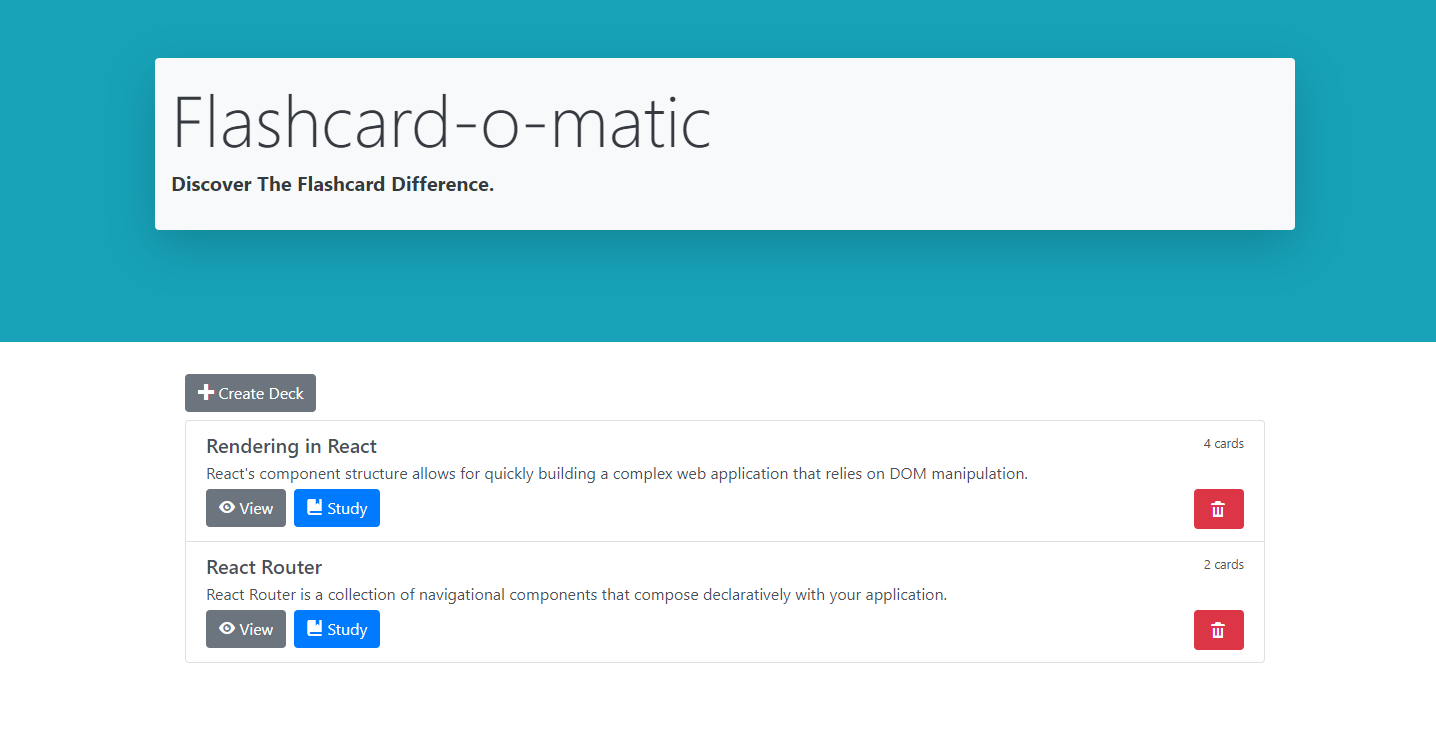 Flashcard-o-matic
Discover The Flashcard Difference.
Create Deck
Rendering in React
4 cards
React's component structure allows for quickly building a complex web application that relies on DOM manipulation.
View
Study
React Router
2 cards
React Router is a collection of navigational components that compose declaratively with your application.
View
Study